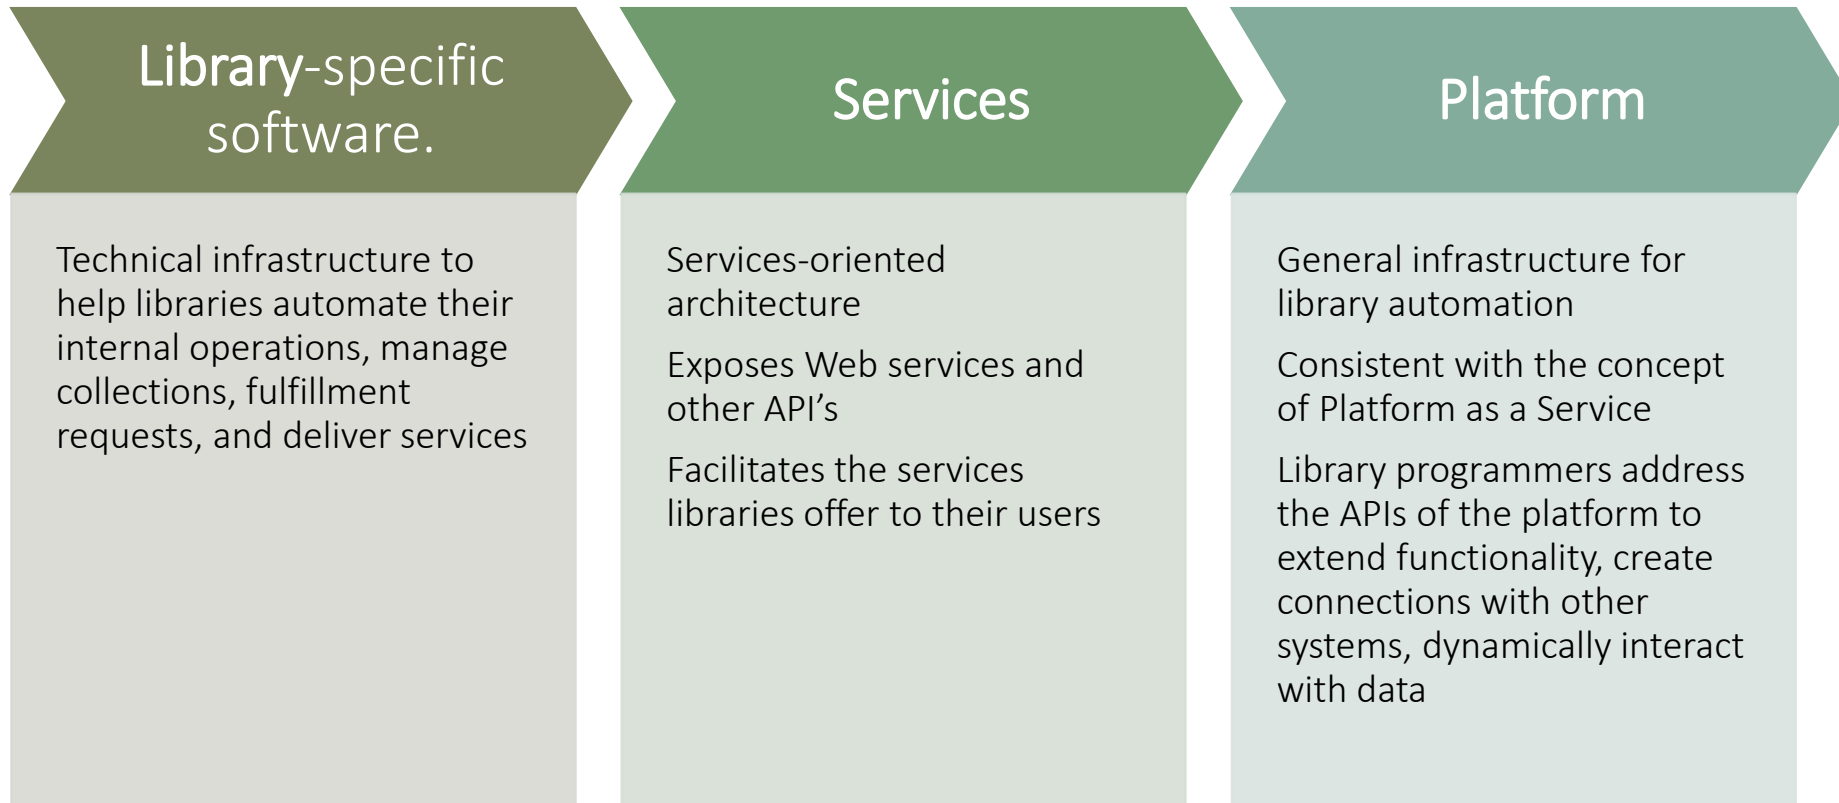 Library-specific
software.
Technical infrastructure to
help libraries automate their
internal operations, manage
collections, fulfillment
requests, and deliver services
Services
Services-oriented
architecture
Exposes Web services and
other API’s
Facilitates the services
libraries offer to their users
Platform
General infrastructure for
library automation
Consistent with the concept
of Platform as a Service
Library programmers address
the APIs of the platform to
extend functionality, create
connections with other
systems, dynamically interact
with data